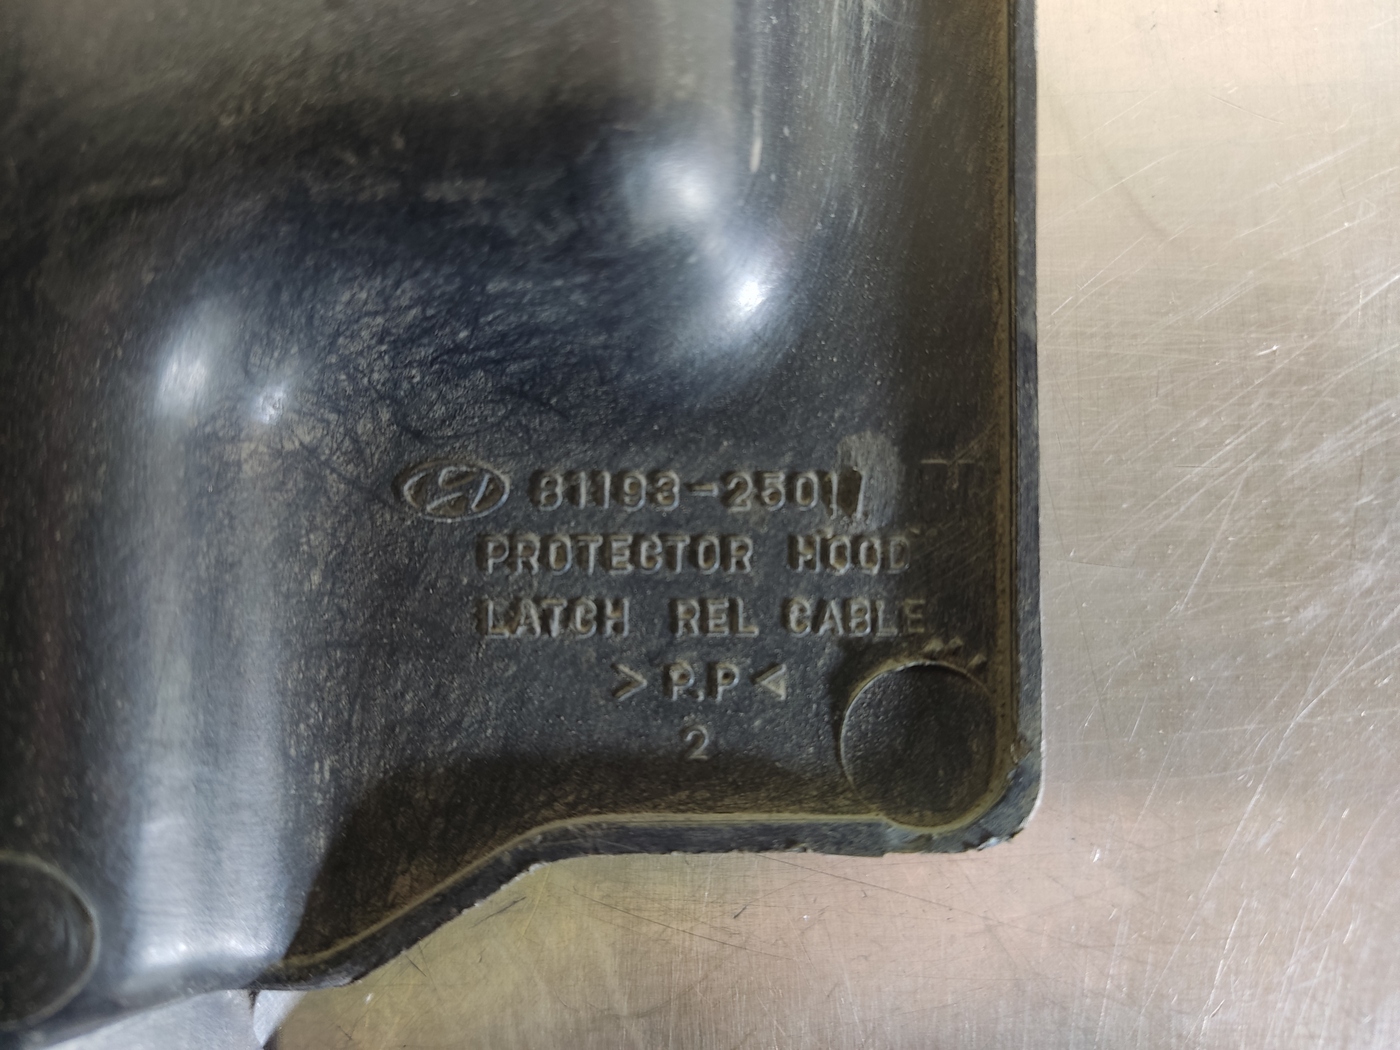 81193-2501
PROTECTOR HOOD
LATCH REL CABLE
>P.P<
2